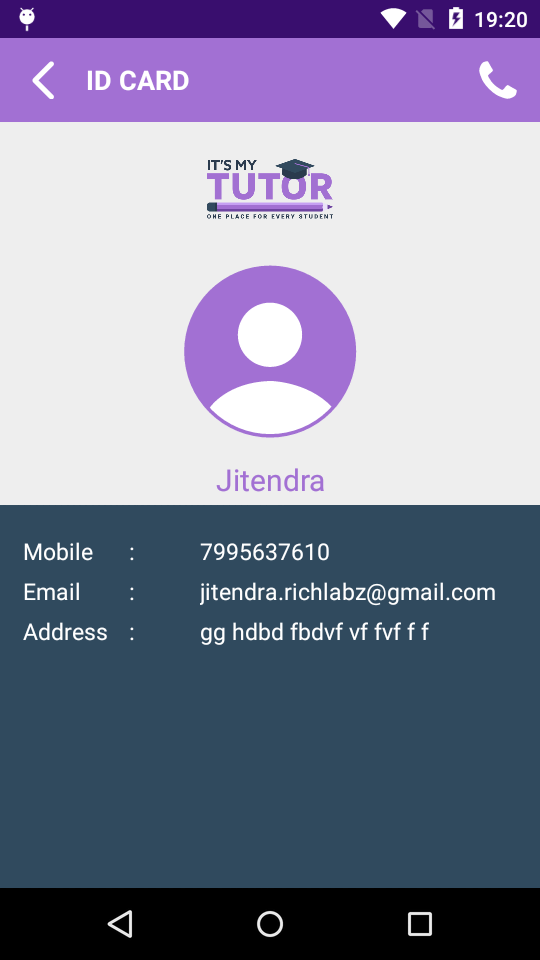 19:20
ID CARD
IT'S MY
TUTOR
ONE PLACE FOR EVERY STUDENT
Jitendra
Mobile : 7995637610
Email : jitendra.richlabz@gmail.com
Address : gg hdbd fbdvf vf fvf f f